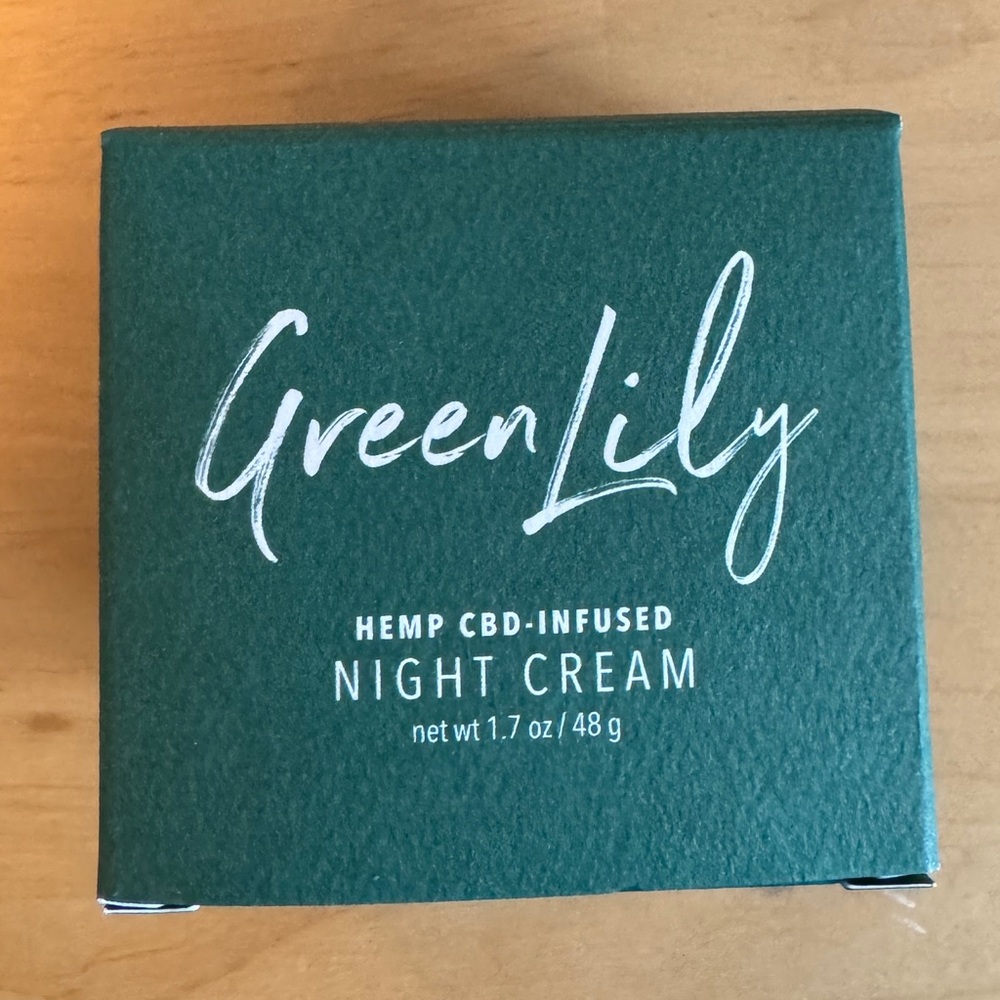 GreenLily
HEMP CBD-INFUSED
NIGHT CREAM
net wt 1.7 oz / 48 g